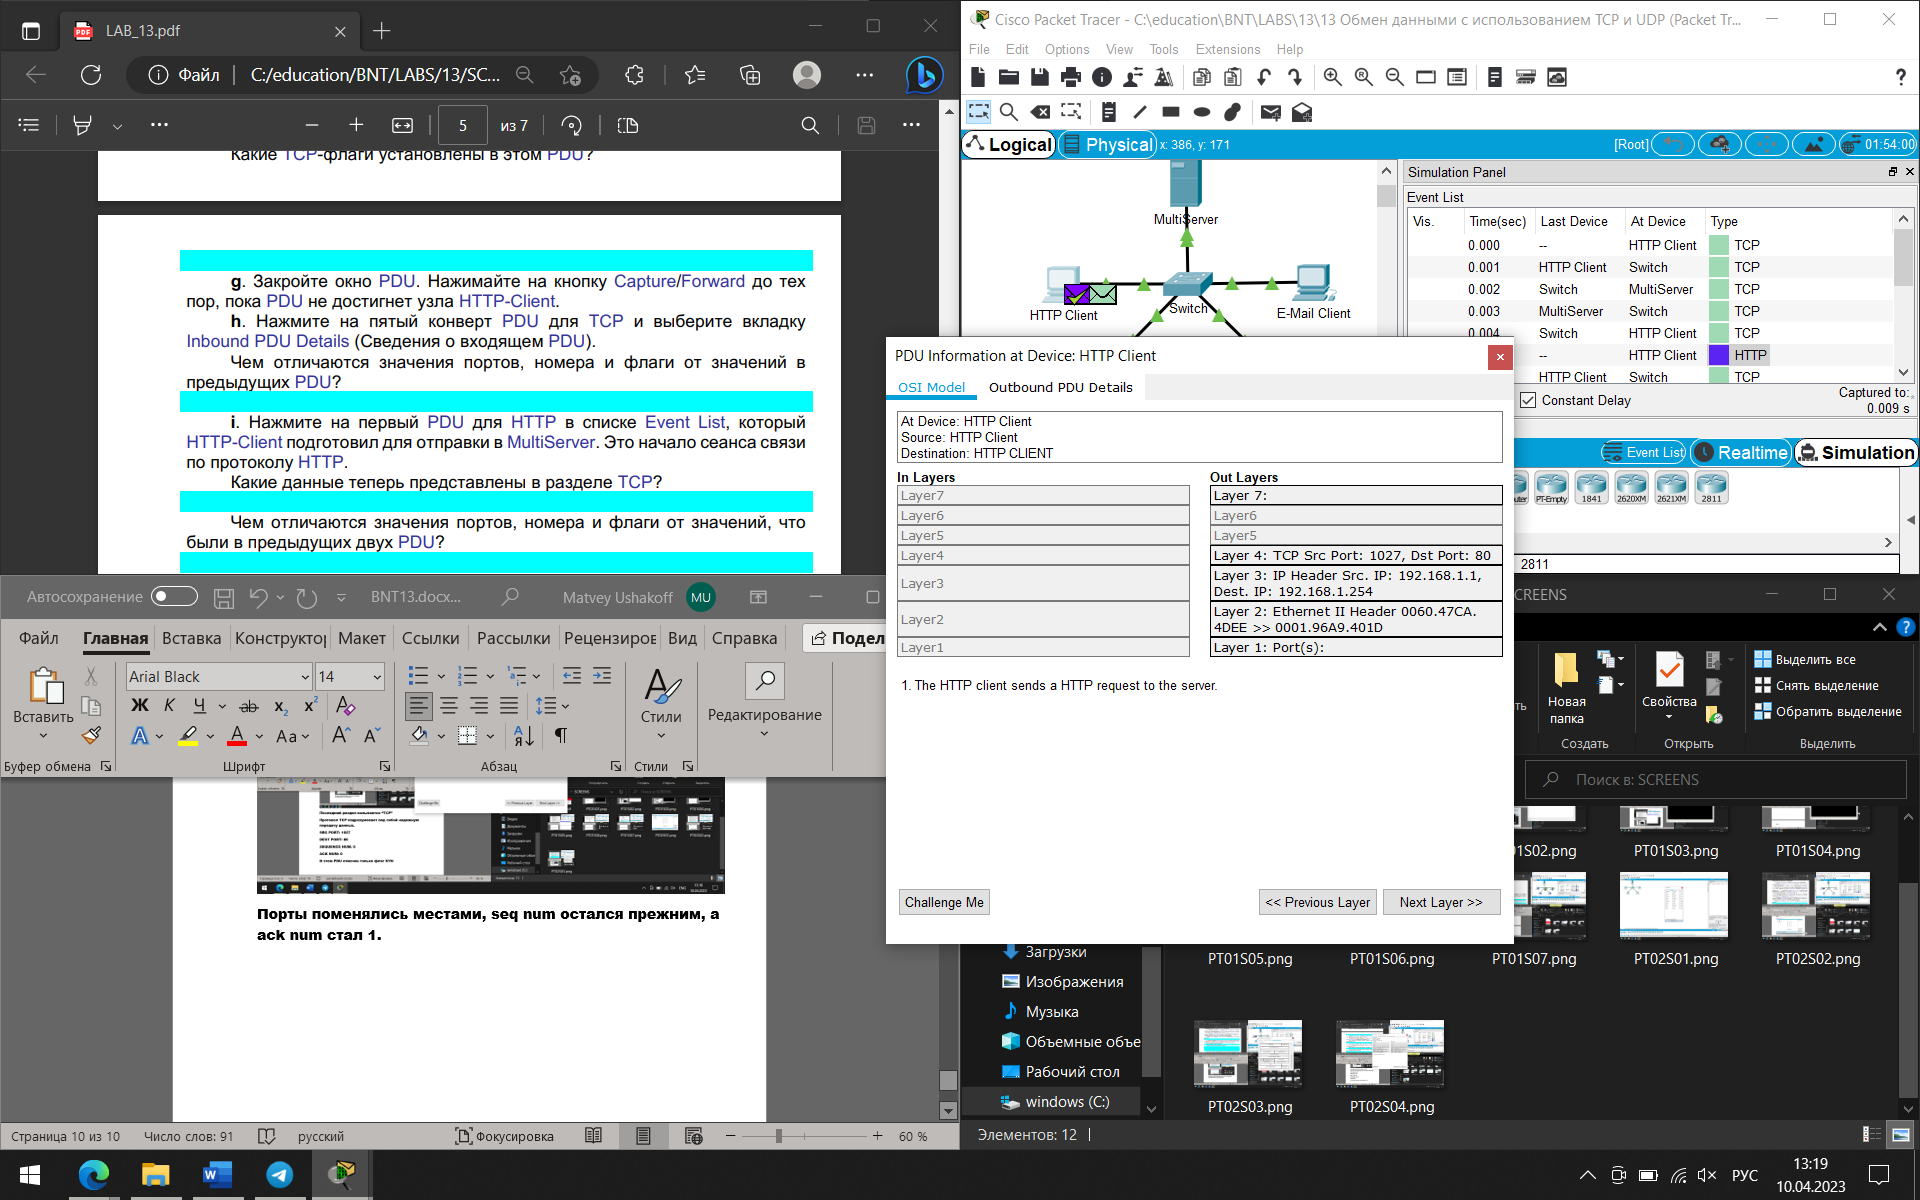 LAB_13.pdf
Файл
C:/education/BNT/LABS/13/SC...
5
из 7
Какие TCP-флаги установлены в этом PDU?
g. Закройте окно PDU. Нажимайте на кнопку Capture/Forward до тех
пор, пока PDU не достигнет узла HTTP-Client.
h. Нажмите на пятый конверт PDU для TCP и выберите вкладку
Inbound PDU Details (Сведения о входящем PDU).
Чем отличаются значения портов, номера и флаги от значений в
предыдущих PDU?
i. Нажмите на первый PDU для HTTP в списке Event List, который
HTTP-Client подготовил для отправки в MultiServer. Это начало сеанса связи
по протоколу HTTP.
Какие данные теперь представлены в разделе TCP?
Чем отличаются значения портов, номера и флаги от значений, что
были в предыдущих двух PDU?
Cisco Packet Tracer - C:\education\BNT\LABS\13\13 Обмен данными с использованием TCP и UDP (Packet Tr...
File Edit Options View Tools Extensions Help
?
Logical
Physical
x: 386, y: 171
[Root]
01:54:00
MultiServer
HTTP Client
Switch
E-Mail Client
Simulation Panel
Event List
Vis. Time(sec) Last Device At Device Type
0.000 -- HTTP Client TCP
0.001 HTTP Client Switch TCP
0.002 Switch MultiServer TCP
0.003 MultiServer Switch TCP
0.004 Switch HTTP Client TCP
-- HTTP Client HTTP
HTTP Client Switch TCP
Constant Delay
Captured to:
0.009 s
Event List
Realtime
Simulation
PT-Empty
1841
2620XM
2621XM
2811
2811
PDU Information at Device: HTTP Client
OSI Model
Outbound PDU Details
At Device: HTTP Client
Source: HTTP Client
Destination: HTTP CLIENT
In Layers
Layer7
Layer6
Layer5
Layer4
Layer3
Layer2
Layer1
Out Layers
Layer 7:
Layer6
Layer5
Layer 4: TCP Src Port: 1027, Dst Port: 80
Layer 3: IP Header Src. IP: 192.168.1.1,
Dest. IP: 192.168.1.254
Layer 2: Ethernet II Header 0060.47CA.
4DEE >> 0001.96A9.401D
Layer 1: Port(s):
1. The HTTP client sends a HTTP request to the server.
Challenge Me
<< Previous Layer
Next Layer >>
Автосохранение
BNT13.docx...
Matvey Ushakoff
MU
Файл Главная Вставка Конструктор Макет Ссылки Рассылки Рецензиров Вид Справка
Подел
Вставить
Буфер обмена
Arial Black
14
Ж К Ч ab x₂ x²
A A Aa A A
Шрифт
Абзац
Стили
Стили
Редактирование
Порты поменялись местами, seq num остался прежним, а
ack num стал 1.
Страница 10 из 10
Число слов: 91
русский
Фокусировка
60 %
SCREENS
Новая
папка
Создать
Свойства
Открыть
Выделить все
Снять выделение
Обратить выделение
Выделить
Поиск в: SCREENS
PT01S03.png
PT01S04.png
Загрузки
Изображения
Музыка
Объемные объе
Рабочий стол
windows (C:)
PT01S05.png
PT01S06.png
PT01S07.png
PT02S01.png
PT02S02.png
PT02S03.png
PT02S04.png
Элементов: 12
РУС
13:19
10.04.2023